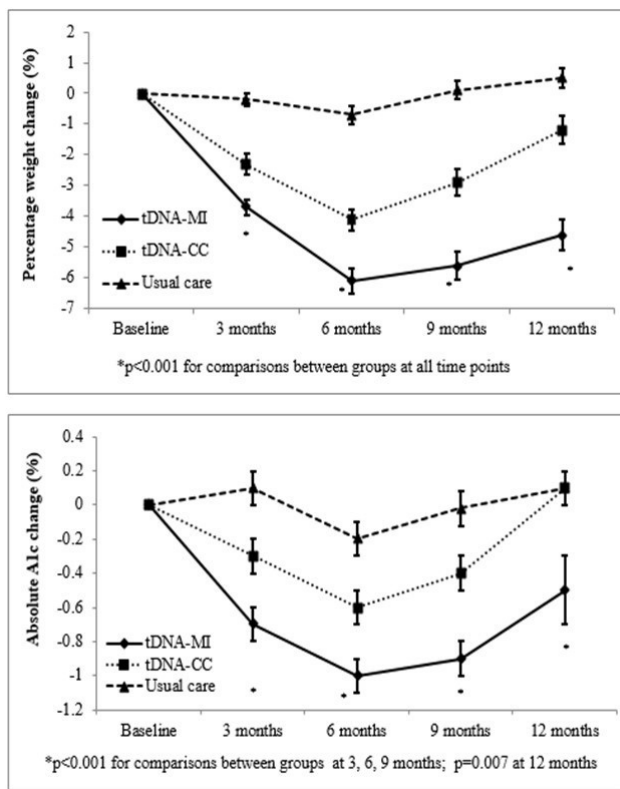 2
1
0
-1
-2
-3
-4
-5
-6
-7
Percentage weight change (%)
tDNA-MI
tDNA-CC
Usual care
*
*
*
*
Baseline 3 months 6 months 9 months 12 months
*p<0.001 for comparisons between groups at all time points
0.4
0.2
0
-0.2
-0.4
-0.6
-0.8
-1
-1.2
Absolute A1c change (%)
tDNA-MI
tDNA-CC
Usual care
*
*
*
*
Baseline 3 months 6 months 9 months 12 months
*p<0.001 for comparisons between groups at 3, 6, 9 months; p=0.007 at 12 months